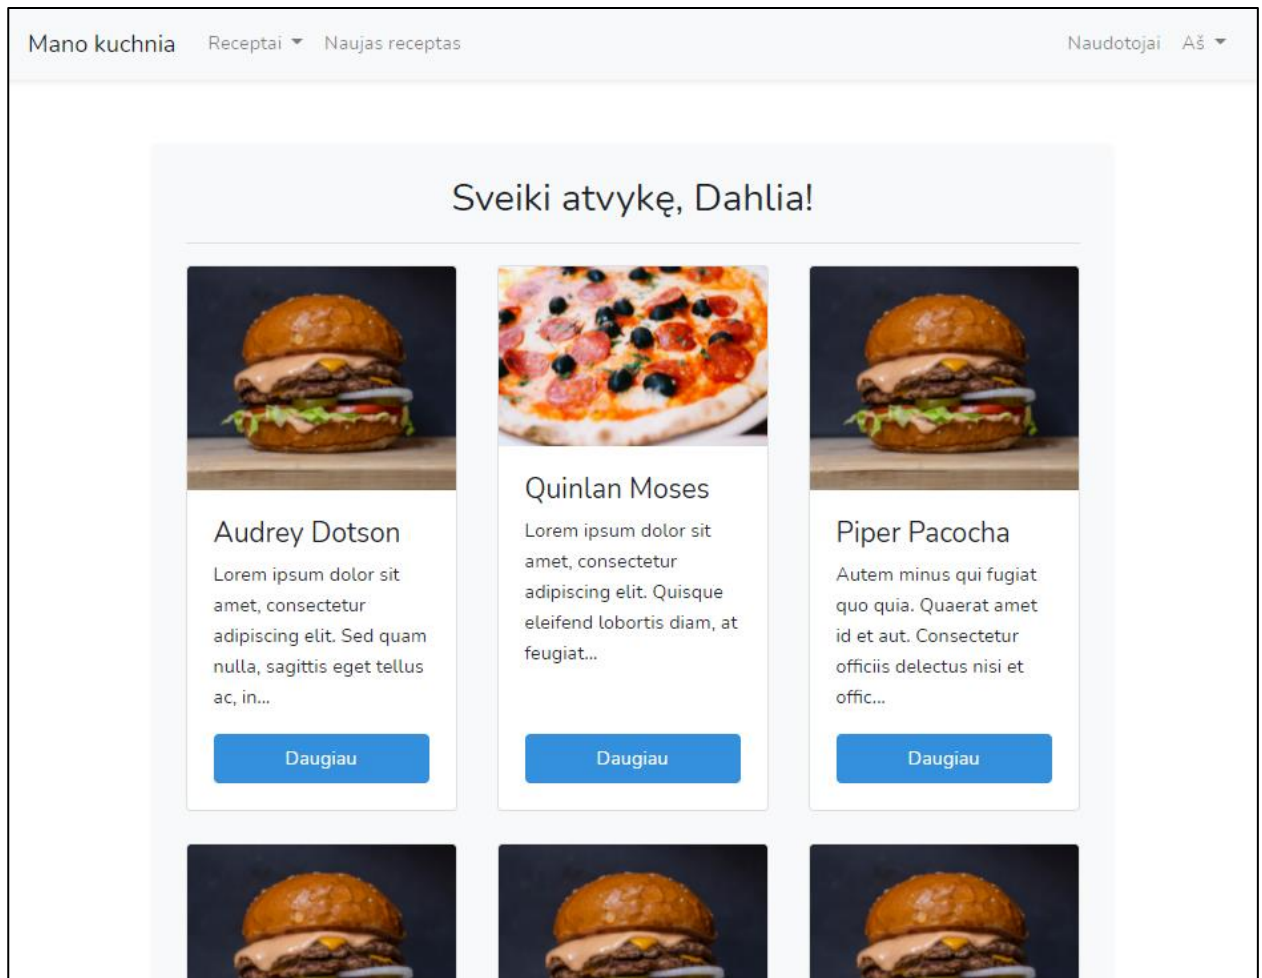 Mano kuchnia Receptai Naujas receptas Naudotojai Aš
Sveiki atvykę, Dahlia!
Audrey Dotson
Lorem ipsum dolor sit
amet, consectetur
adipiscing elit. Sed quam
nulla, sagittis eget tellus
ac, in...
Daugiau
Quinlan Moses
Lorem ipsum dolor sit
amet, consectetur
adipiscing elit. Quisque
eleifend lobortis diam, at
feugiat...
Daugiau
Piper Pacocha
Autem minus qui fugiat
quo quia. Quaerat amet
id et aut. Consectetur
officiis delectus nisi et
offic...
Daugiau